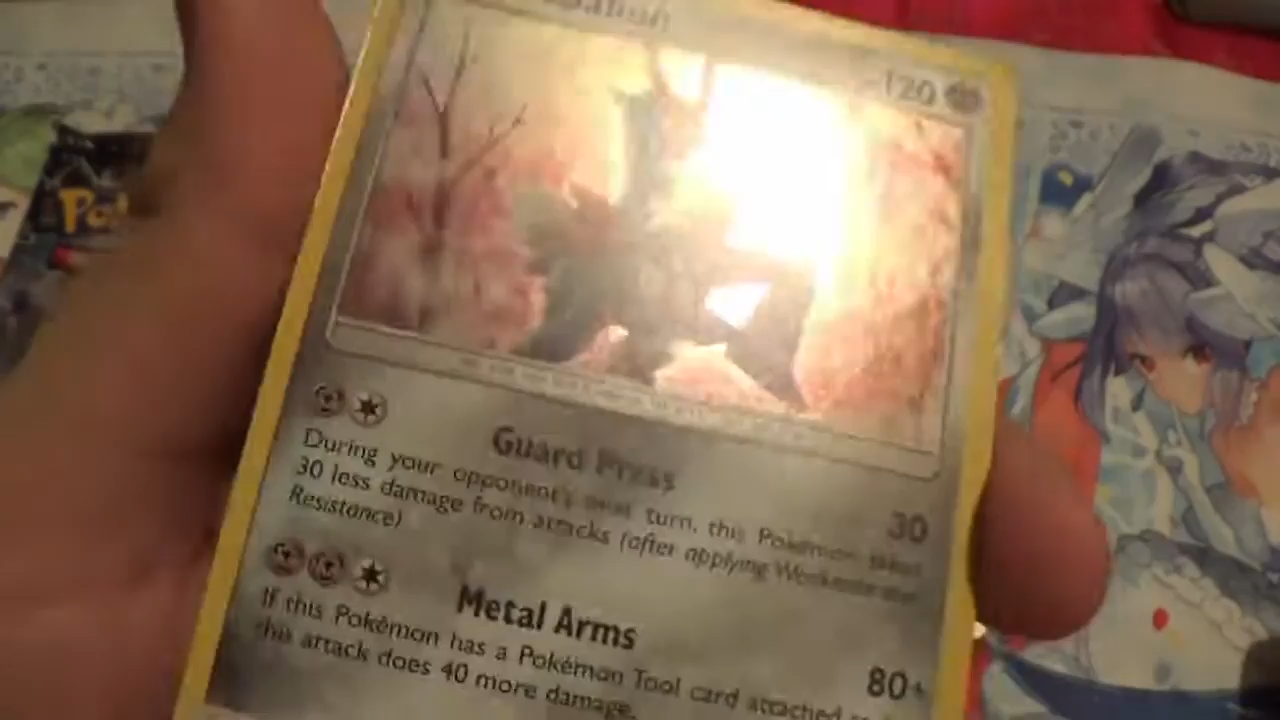 120
Guard Press
30
During your opponent's next turn, this Pokémon takes
30 less damage from attacks (after applying Weakness and
Resistance)
Metal Arms
80+
If this Pokémon has a Pokémon Tool card attached to
this attack does 40 more damage.